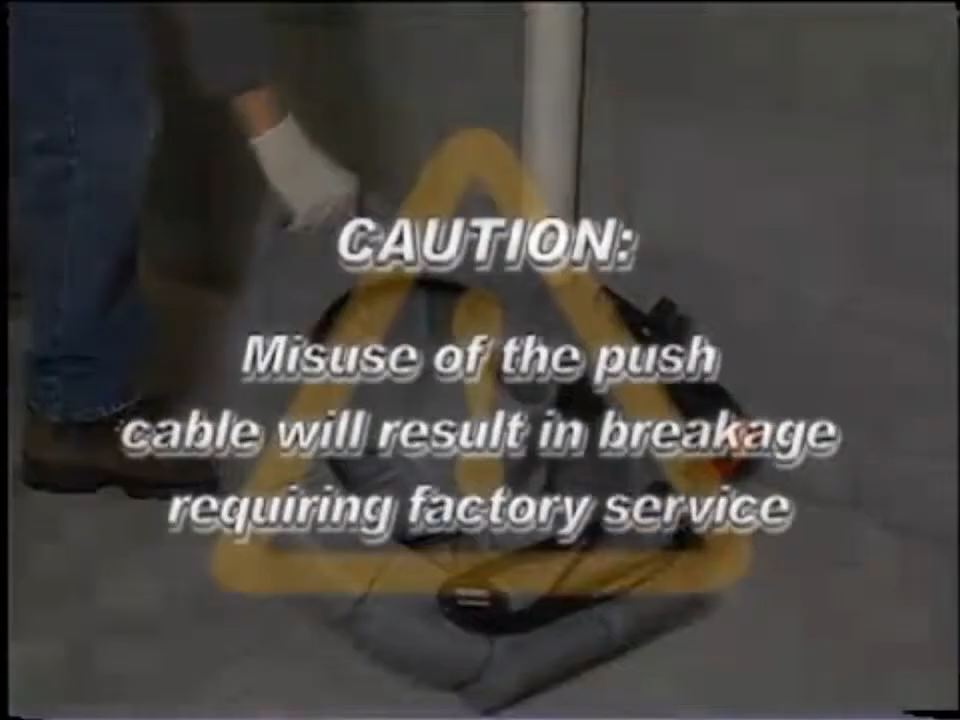 CAUTION:
Misuse of the push
cable will result in breakage
requiring factory service